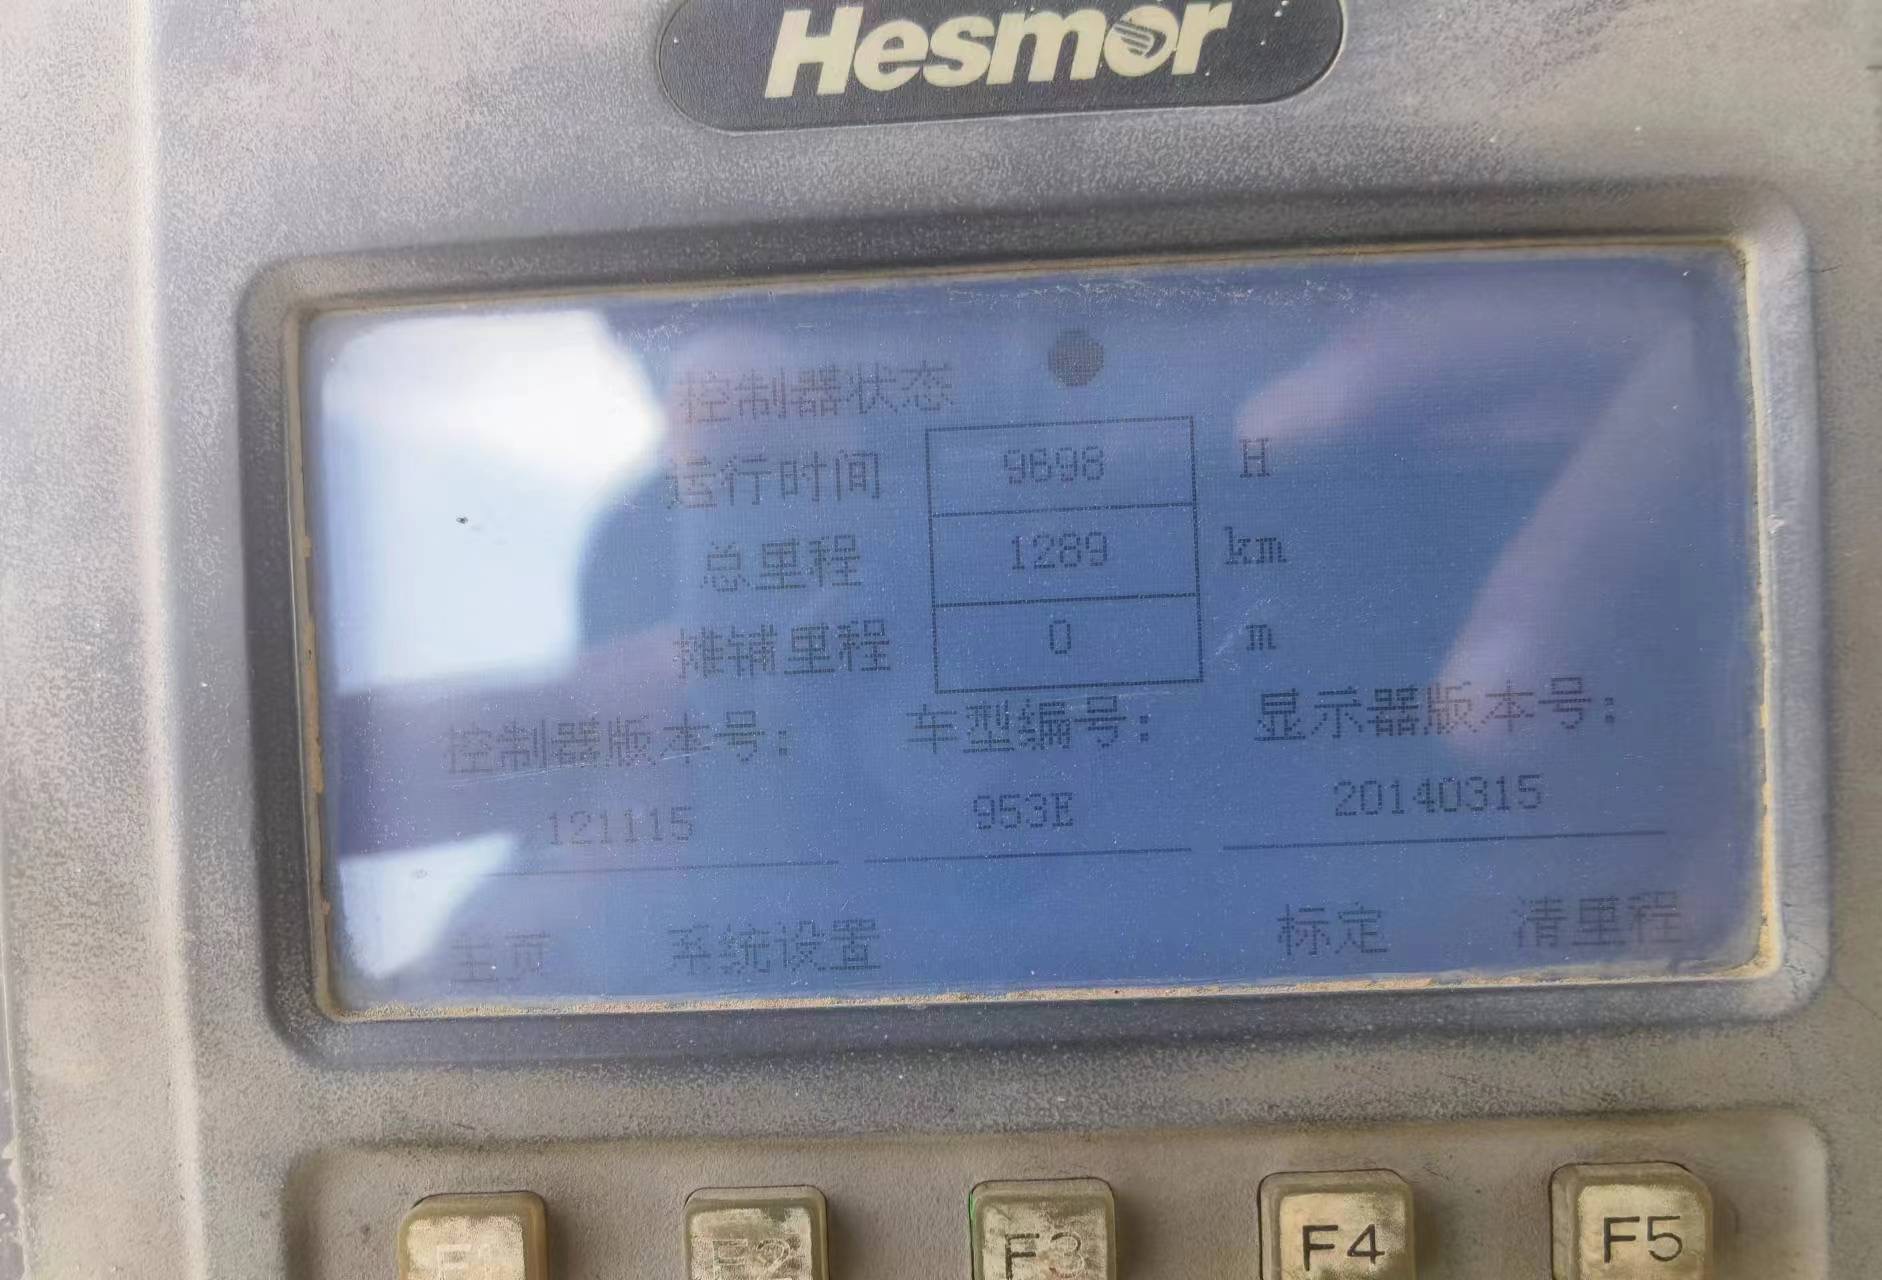 Hesmor
控制器状态
运行时间 9698 H
总里程 1289 km
摊铺里程 0 m
控制器版本号: 车型编号: 显示器版本号:
121115 953E 20140315
主页 系统设置 标定 清里程
F1 F2 F3 F4 F5